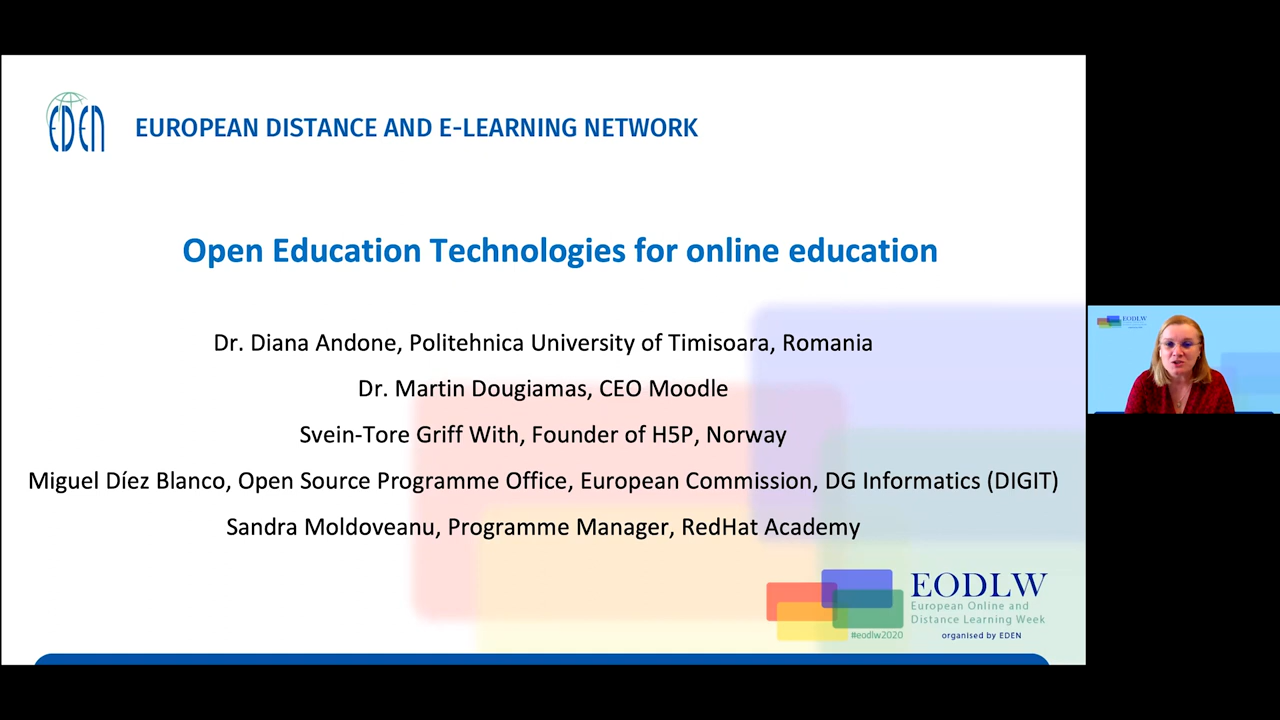 EDEN
EUROPEAN DISTANCE AND E-LEARNING NETWORK
Open Education Technologies for online education
Dr. Diana Andone, Politehnica University of Timisoara, Romania
Dr. Martin Dougiamas, CEO Moodle
Svein-Tore Griff With, Founder of H5P, Norway
Miguel Díez Blanco, Open Source Programme Office, European Commission, DG Informatics (DIGIT)
Sandra Moldoveanu, Programme Manager, RedHat Academy
EODLW
European Online and
Distance Learning Week
#eodlw2020
organised by EDEN
EODLW